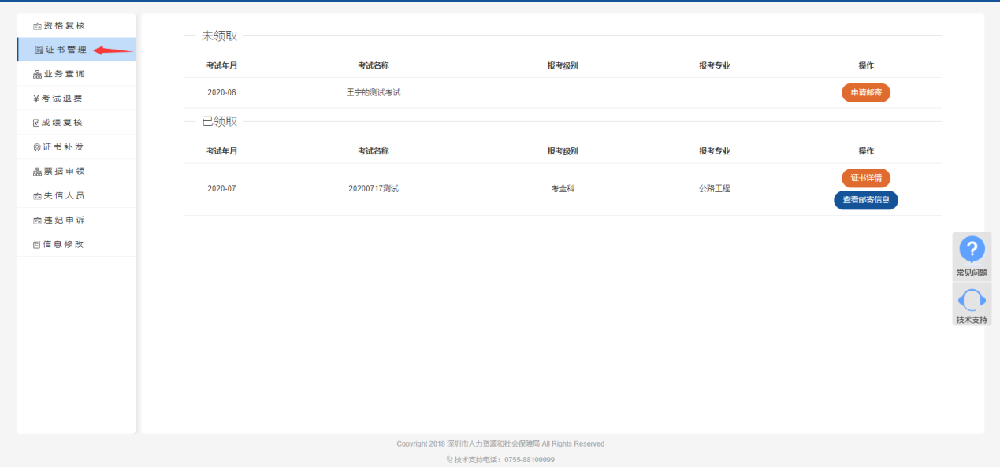 资格复核
证书管理
业务查询
¥考试退费
成绩复核
证书补发
票据申领
失信人员
违纪申诉
信息修改
未领取
考试年月 考试名称 报考级别 报考专业 操作
2020-06 王宁的测试考试 申请邮寄
已领取
考试年月 考试名称 报考级别 报考专业 操作
2020-07 20200717测试 考全科 公路工程 证书详情
查看邮寄信息
?
常见问题
技术支持
Copyright 2018 深圳市人力资源和社会保障局 All Rights Reserved
技术支持电话：0755-88100099